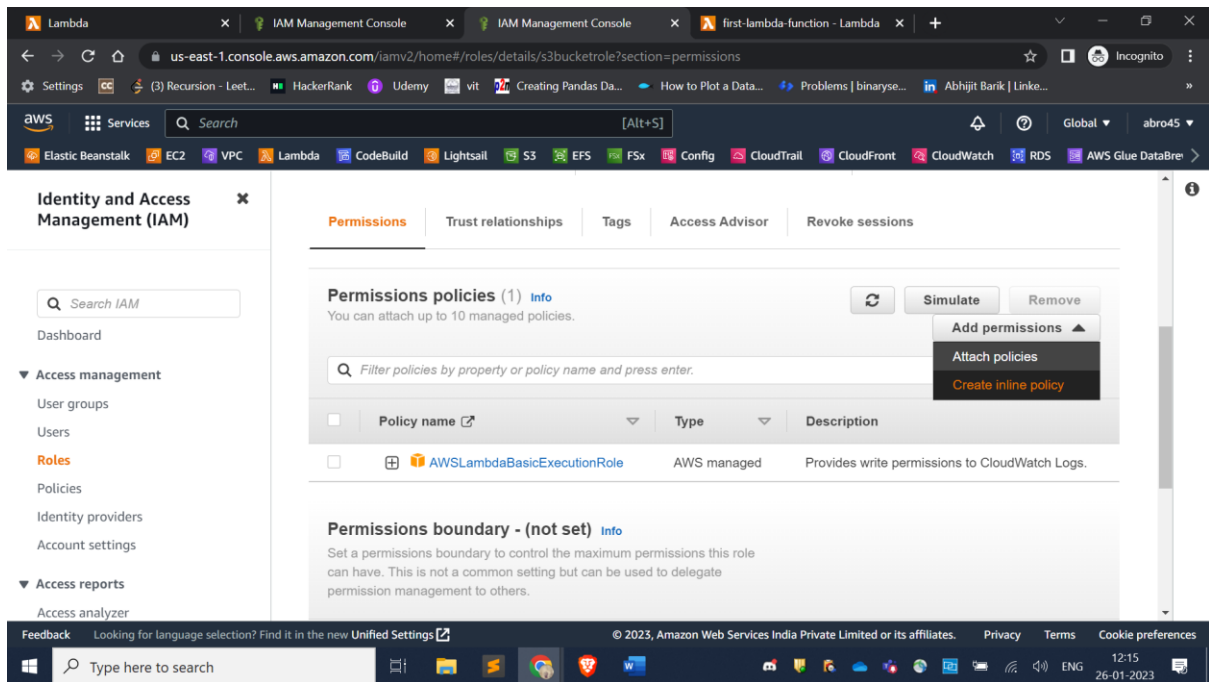 Lambda
IAM Management Console
IAM Management Console
first-lambda-function - Lambda
us-east-1.console.aws.amazon.com/iamv2/home#/roles/details/s3bucketrole?section=permissions
Incognito
Settings
CC
(3) Recursion - Leet...
HackerRank
Udemy
vit
Creating Pandas Da...
How to Plot a Data...
Problems | binaryse...
Abhijit Barik | Linke...
»
aws
Services
Search
[Alt+S]
Global
abro45
Elastic Beanstalk
EC2
VPC
Lambda
CodeBuild
Lightsail
S3
EFS
FSx
Config
CloudTrail
CloudFront
CloudWatch
RDS
AWS Glue DataBre
Identity and Access
Management (IAM)
Search IAM
Dashboard
Access management
User groups
Users
Roles
Policies
Identity providers
Account settings
Access reports
Access analyzer
Permissions
Trust relationships
Tags
Access Advisor
Revoke sessions
Permissions policies (1) Info
You can attach up to 10 managed policies.
Simulate
Remove
Add permissions
Attach policies
Create inline policy
Filter policies by property or policy name and press enter.
Policy name
Type
Description
AWSLambdaBasicExecutionRole
AWS managed
Provides write permissions to CloudWatch Logs.
Permissions boundary - (not set) Info
Set a permissions boundary to control the maximum permissions this role
can have. This is not a common setting but can be used to delegate
permission management to others.
Feedback
Looking for language selection? Find it in the new Unified Settings
© 2023, Amazon Web Services India Private Limited or its affiliates.
Privacy
Terms
Cookie preferences
Type here to search
ENG
12:15
26-01-2023